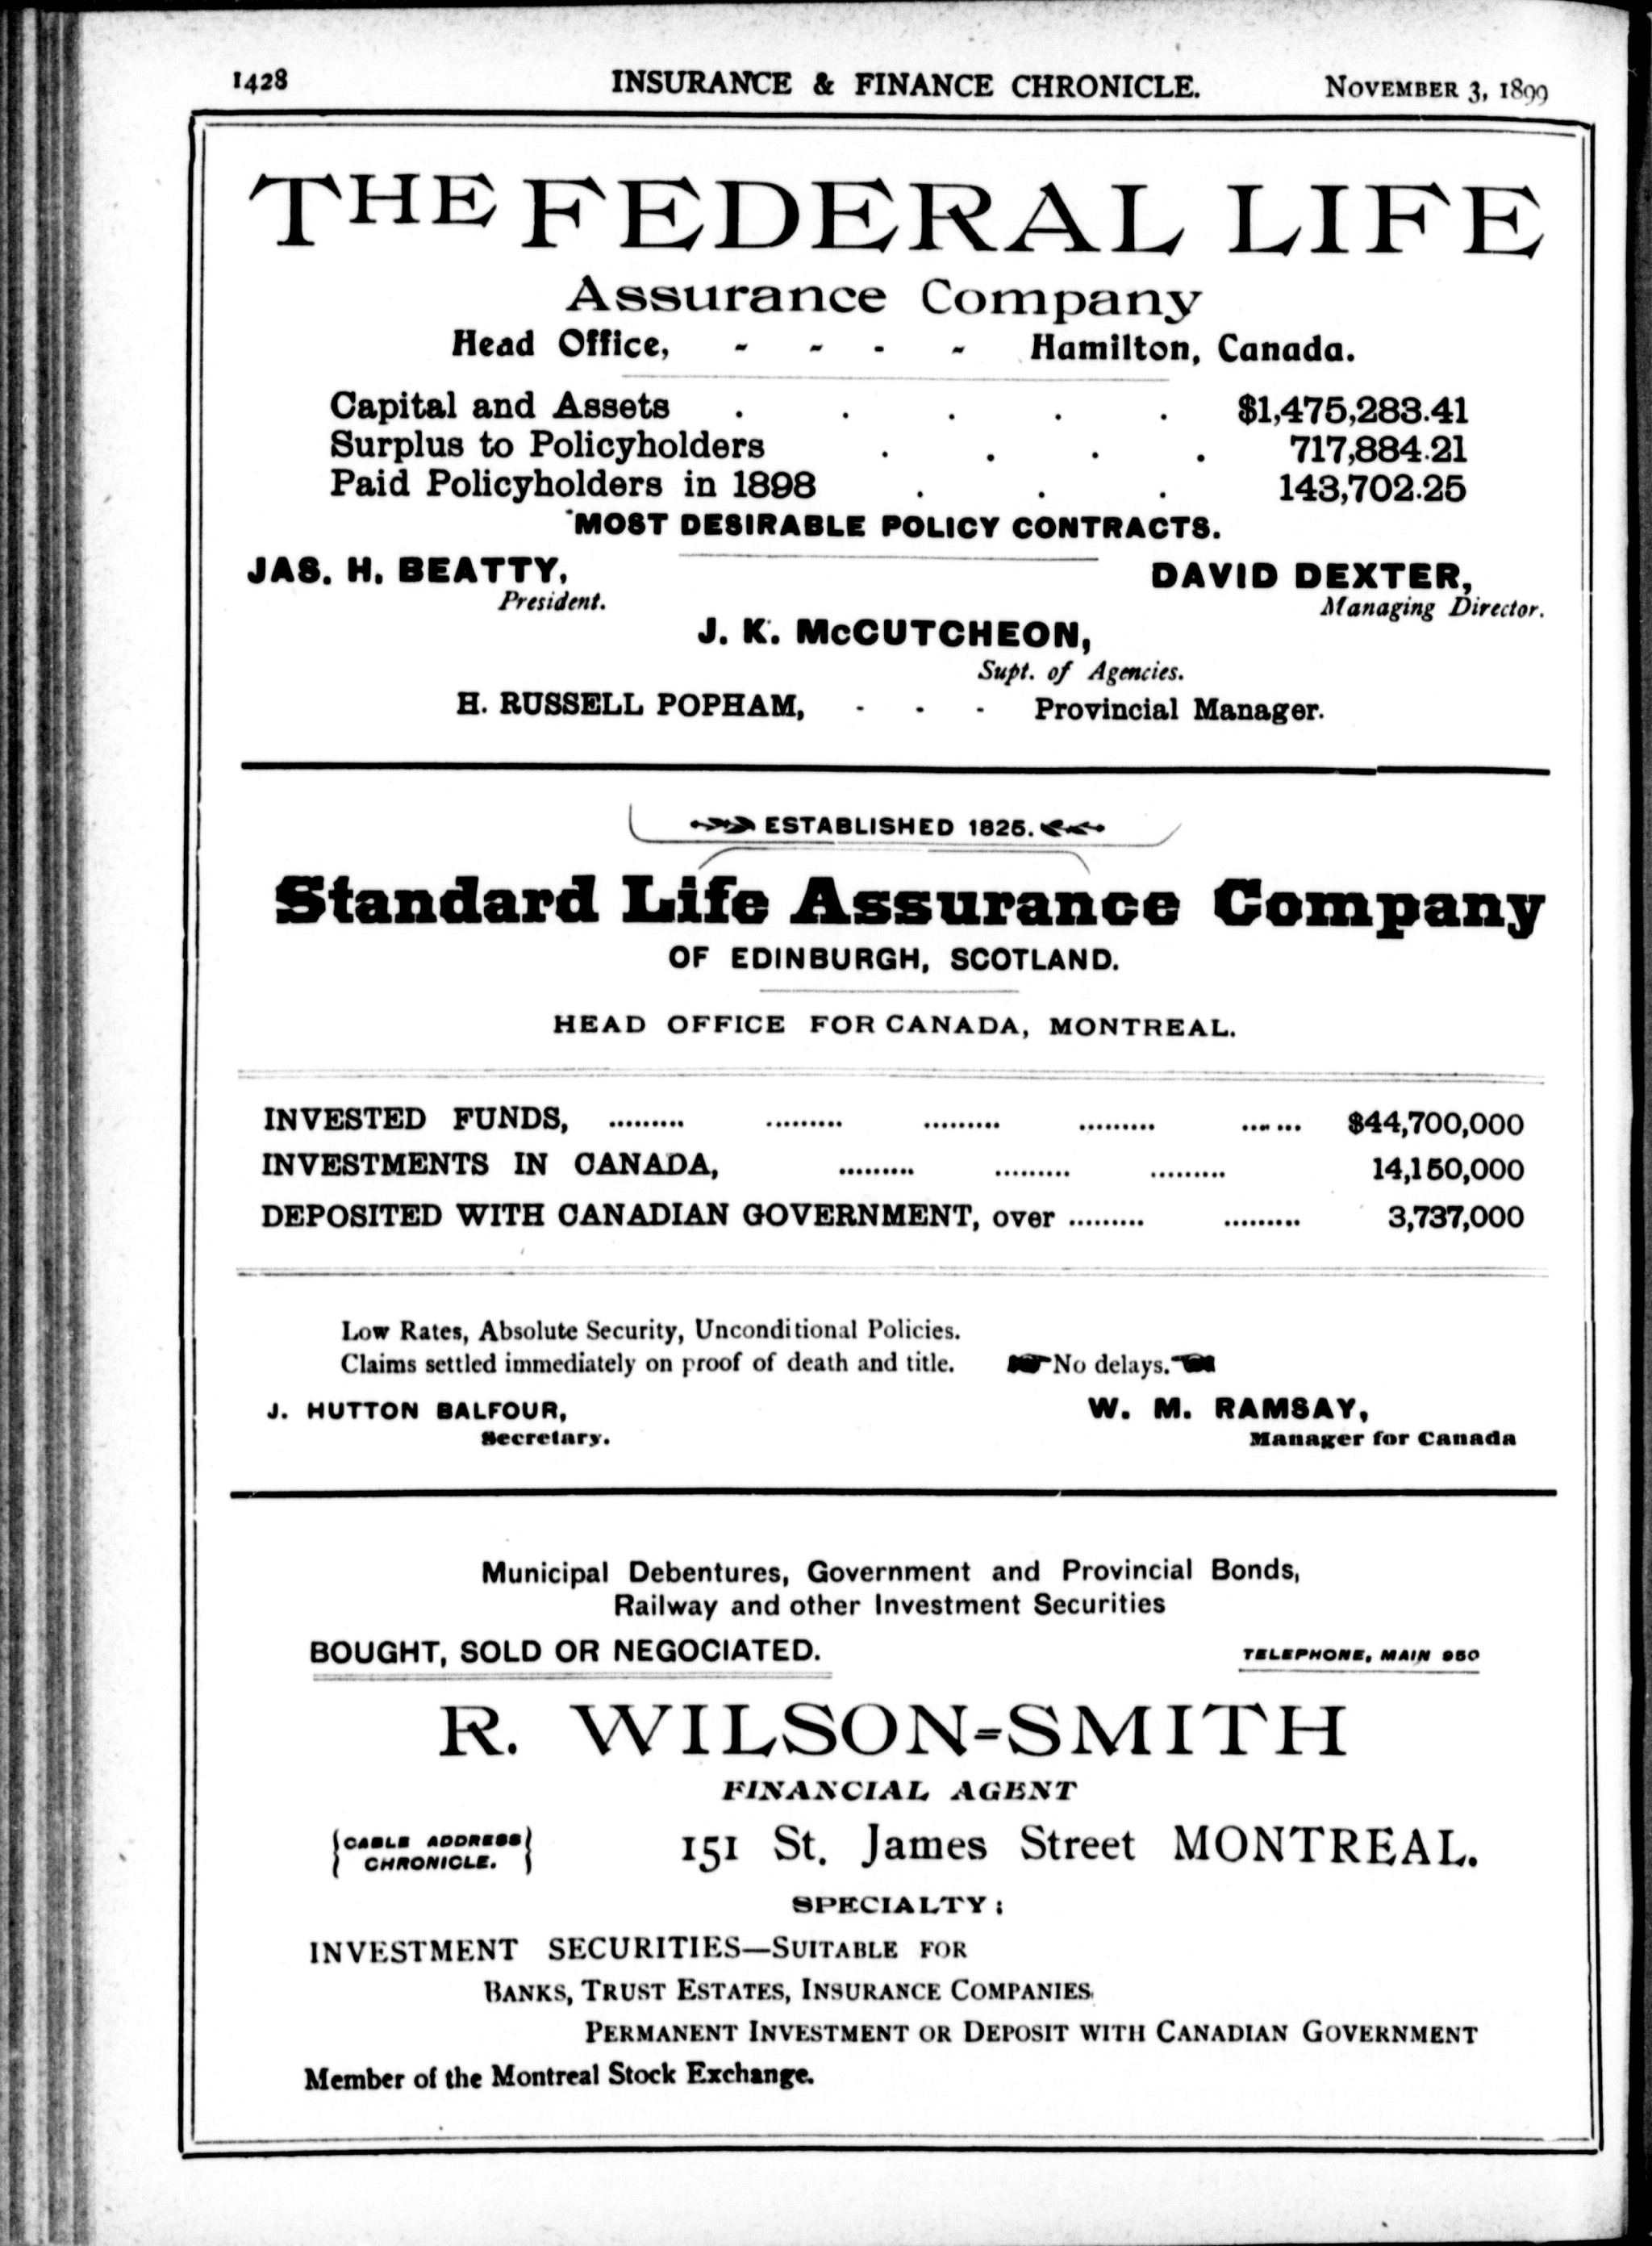 1428 INSURANCE & FINANCE CHRONICLE. NOVEMBER 3, 1899
THE FEDERAL LIFE
Assurance Company
Head Office, - - - - Hamilton, Canada.
Capital and Assets . . . . . $1,475,283.41
Surplus to Policyholders . . . . 717,884.21
Paid Policyholders in 1898 . . . 143,702.25
MOST DESIRABLE POLICY CONTRACTS.
JAS. H. BEATTY, DAVID DEXTER,
President. Managing Director.
J. K. McCUTCHEON,
Supt. of Agencies.
H. RUSSELL POPHAM, - - - Provincial Manager.
ESTABLISHED 1825.
Standard Life Assurance Company
OF EDINBURGH, SCOTLAND.
HEAD OFFICE FOR CANADA, MONTREAL.
INVESTED FUNDS, ......... ......... ......... ......... ...... $44,700,000
INVESTMENTS IN CANADA, ......... ......... ......... 14,150,000
DEPOSITED WITH CANADIAN GOVERNMENT, over ......... ......... 3,737,000
Low Rates, Absolute Security, Unconditional Policies.
Claims settled immediately on proof of death and title. ☛No delays.☚
J. HUTTON BALFOUR, W. M. RAMSAY,
Secretary. Manager for Canada
Municipal Debentures, Government and Provincial Bonds,
Railway and other Investment Securities
BOUGHT, SOLD OR NEGOCIATED. TELEPHONE, MAIN 950
R. WILSON-SMITH
FINANCIAL AGENT
CABLE ADDRESS
CHRONICLE.
151 St. James Street MONTREAL.
SPECIALTY:
INVESTMENT SECURITIES—SUITABLE FOR
BANKS, TRUST ESTATES, INSURANCE COMPANIES,
PERMANENT INVESTMENT OR DEPOSIT WITH CANADIAN GOVERNMENT
Member of the Montreal Stock Exchange.